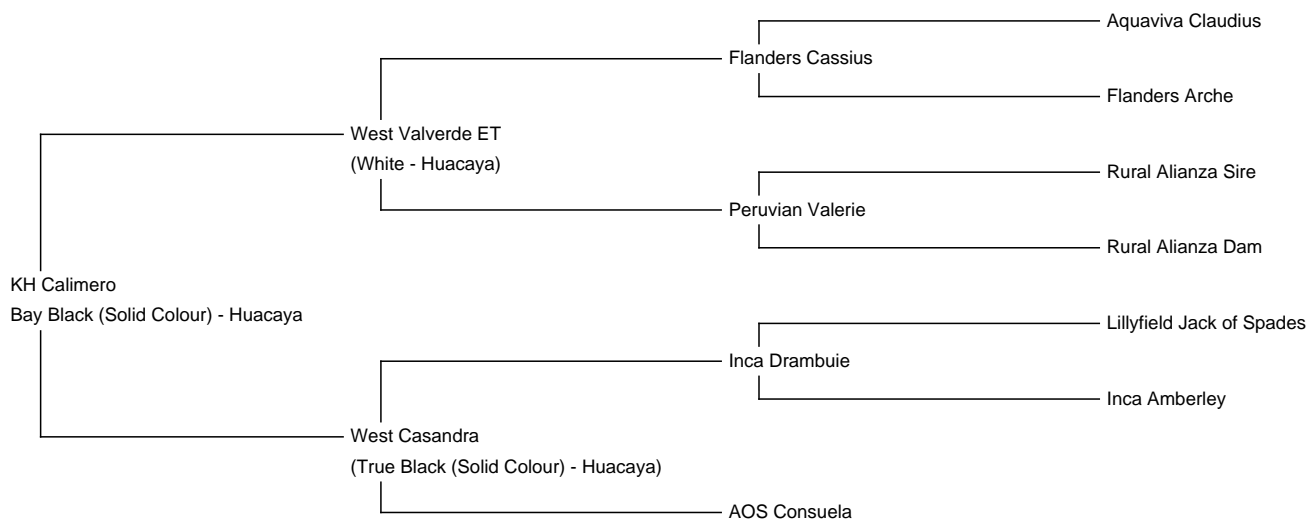 Aquaviva Claudius
Flanders Cassius
Flanders Arche
West Valverde ET
(White - Huacaya)
Rural Alianza Sire
Peruvian Valerie
Rural Alianza Dam
KH Calimero
Bay Black (Solid Colour) - Huacaya
Lillyfield Jack of Spades
Inca Drambuie
Inca Amberley
West Casandra
(True Black (Solid Colour) - Huacaya)
AOS Consuela